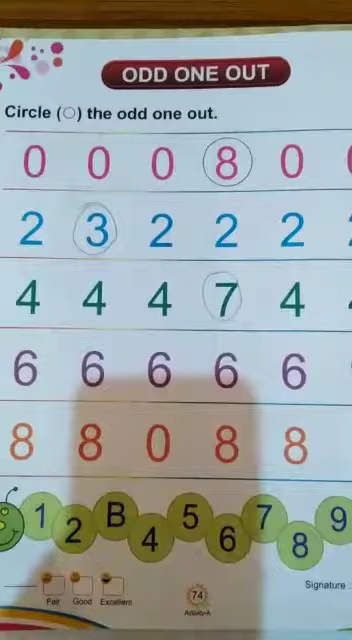 ODD ONE OUT
Circle (○) the odd one out.
0 0 0 8 0
2 3 2 2 2
4 4 4 7 4
6 6 6 6 6
8 8 0 8 8
1 2 B 4 5 6 7 8 9
Fair Good Excellent
74
Activity-A
Signature :